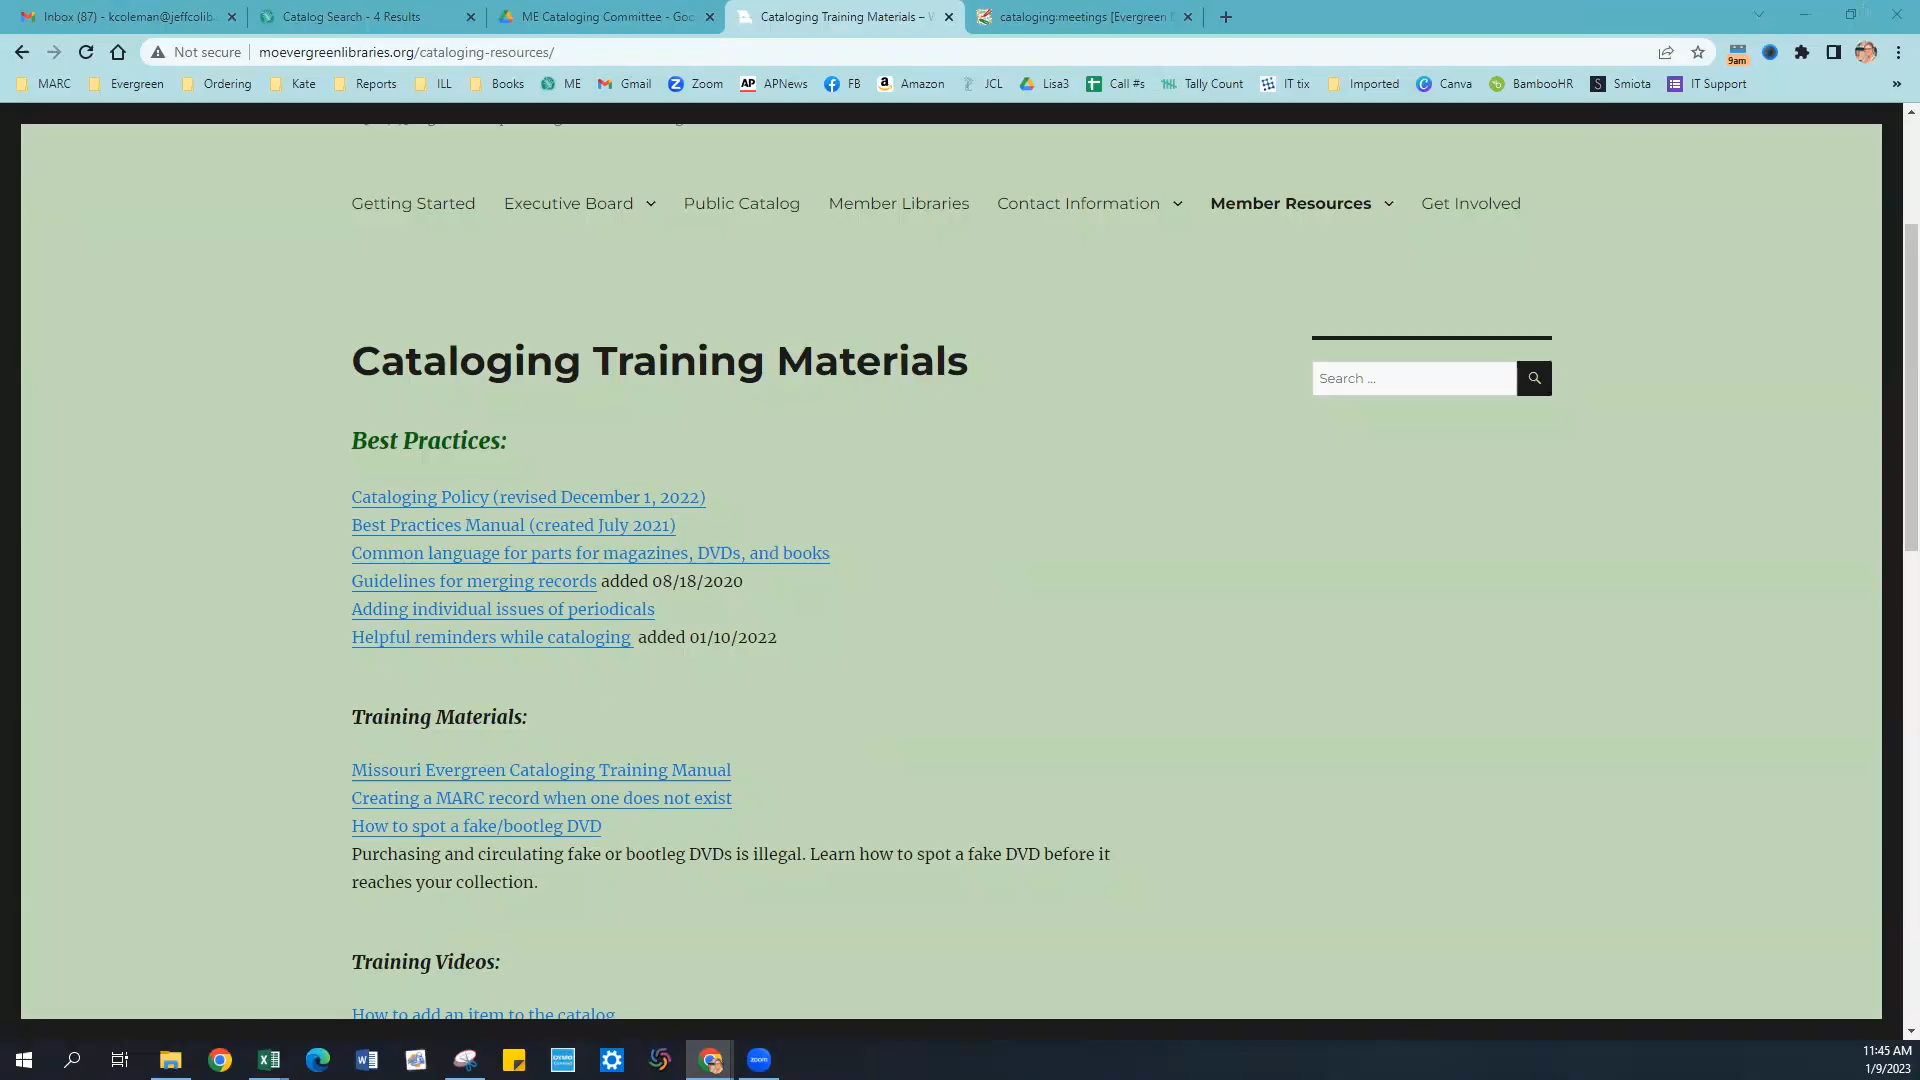 Inbox (87) - kcoleman@jeffcolib
Catalog Search - 4 Results
ME Cataloging Committee - Goo
Cataloging Training Materials –
cataloging:meetings [Evergreen
Not secure
moevergreenlibraries.org/cataloging-resources/
9am
MARC
Evergreen
Ordering
Kate
Reports
ILL
Books
ME
Gmail
Zoom
APNews
FB
Amazon
JCL
Lisa3
Call #s
Tally Count
IT tix
Imported
Canva
BambooHR
Smiota
IT Support
»
Getting Started
Executive Board
Public Catalog
Member Libraries
Contact Information
Member Resources
Get Involved
Cataloging Training Materials
Search ...
Best Practices:
Cataloging Policy (revised December 1, 2022)
Best Practices Manual (created July 2021)
Common language for parts for magazines, DVDs, and books
Guidelines for merging records added 08/18/2020
Adding individual issues of periodicals
Helpful reminders while cataloging added 01/10/2022
Training Materials:
Missouri Evergreen Cataloging Training Manual
Creating a MARC record when one does not exist
How to spot a fake/bootleg DVD
Purchasing and circulating fake or bootleg DVDs is illegal. Learn how to spot a fake DVD before it
reaches your collection.
Training Videos:
How to add an item to the catalog
zoom
11:45 AM
1/9/2023